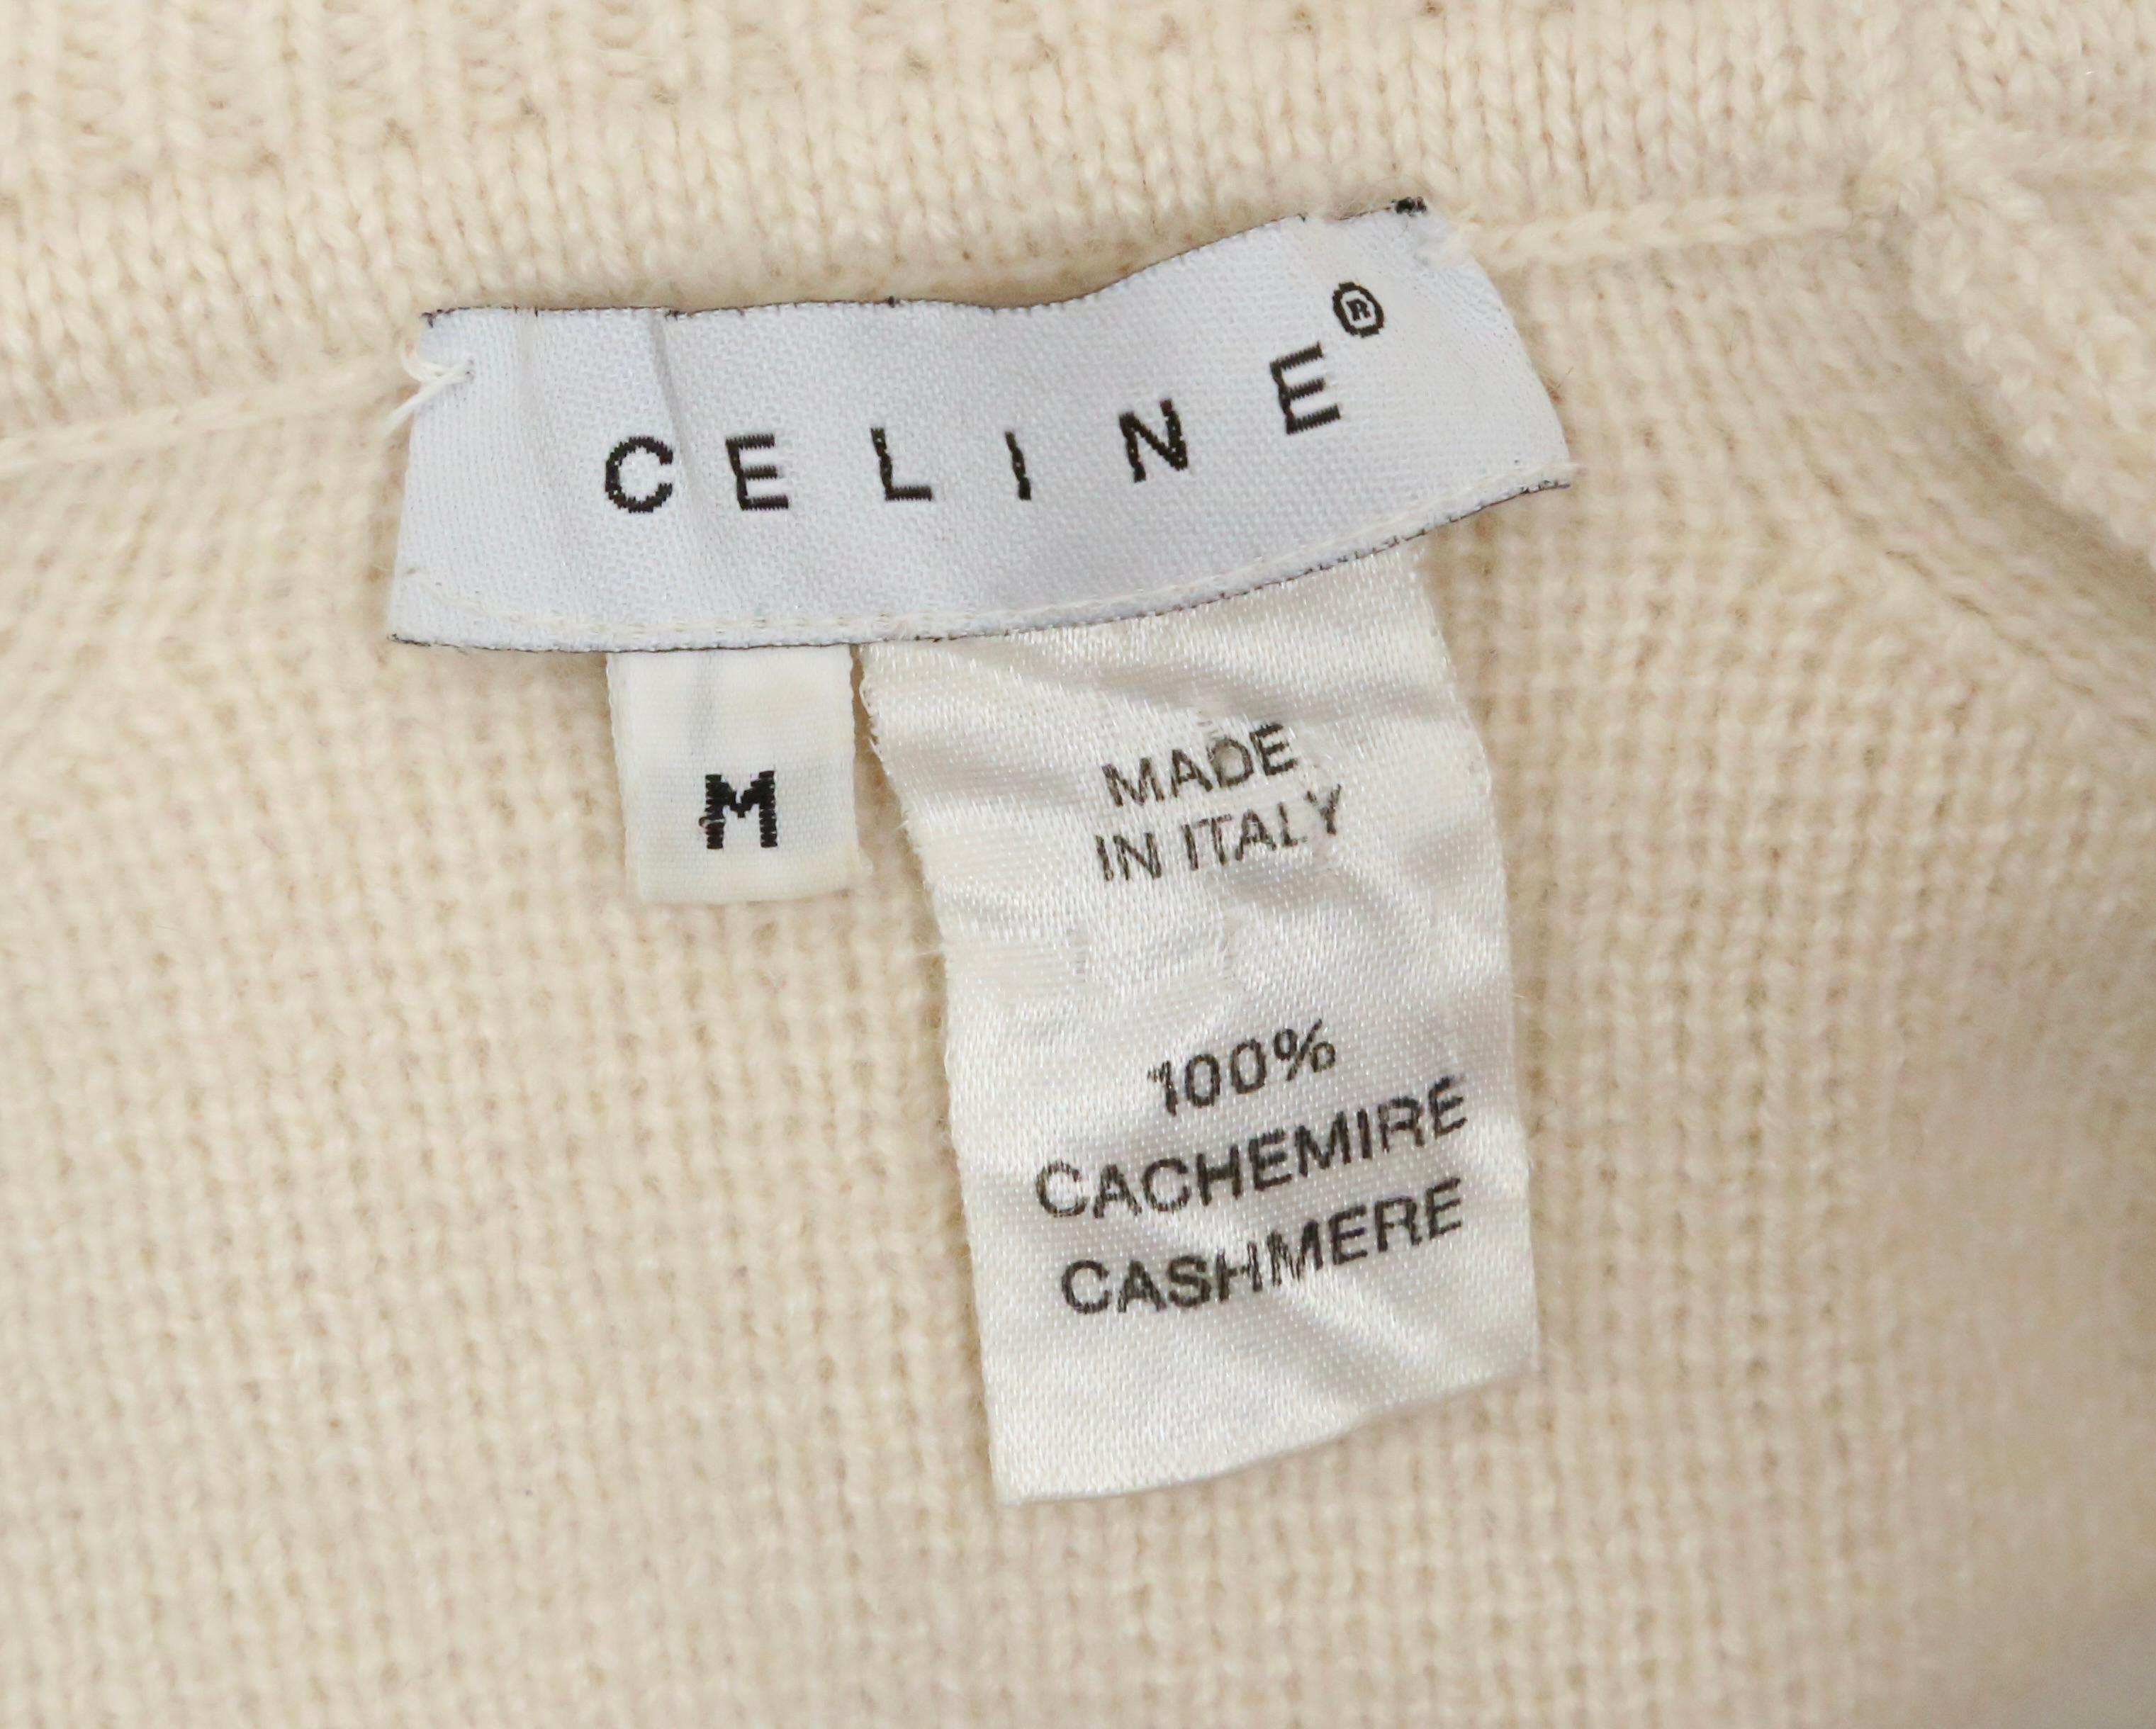 CELINE®
M
MADE
IN ITALY
100%
CACHEMIRE
CASHMERE